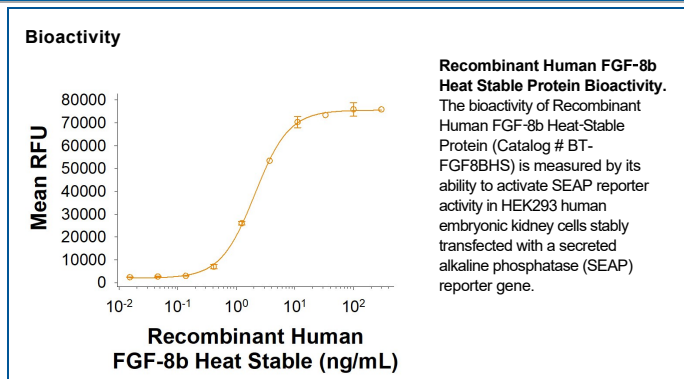 Bioactivity
80000
70000
60000
50000
40000
30000
20000
10000
0
Mean RFU
10-2 10-1 100 101 102
Recombinant Human
FGF-8b Heat Stable (ng/mL)
Recombinant Human FGF-8b
Heat Stable Protein Bioactivity.
The bioactivity of Recombinant
Human FGF-8b Heat-Stable
Protein (Catalog # BT-
FGF8BHS) is measured by its
ability to activate SEAP reporter
activity in HEK293 human
embryonic kidney cells stably
transfected with a secreted
alkaline phosphatase (SEAP)
reporter gene.